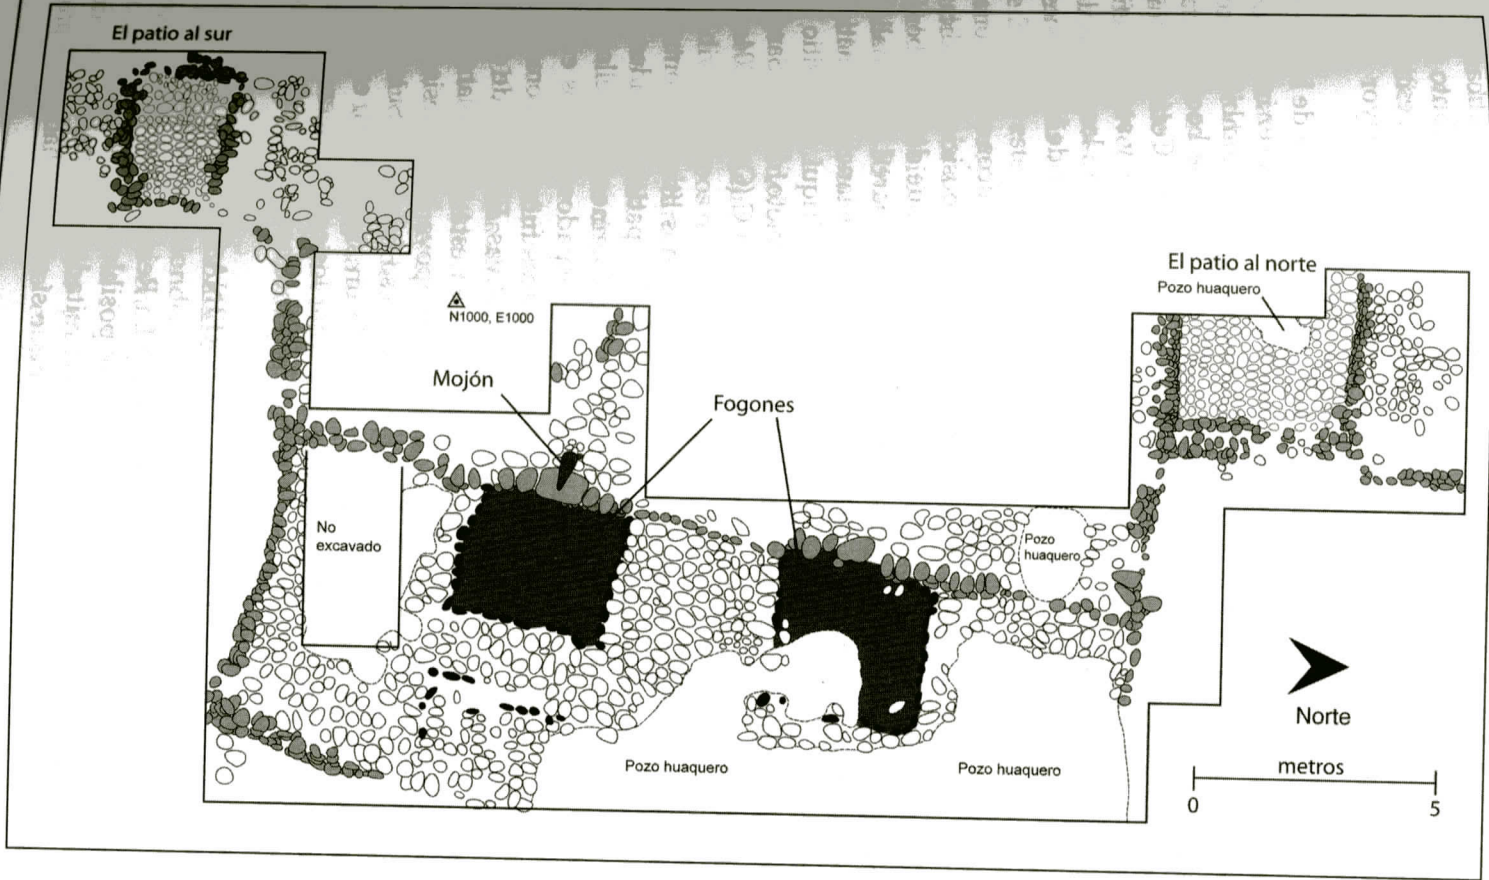 El patio al sur
El patio al norte
Pozo huaquero
N1000, E1000
Mojón
Fogones
No
excavado
Pozo
huaquero
Norte
Pozo huaquero
Pozo huaquero
metros
0 5